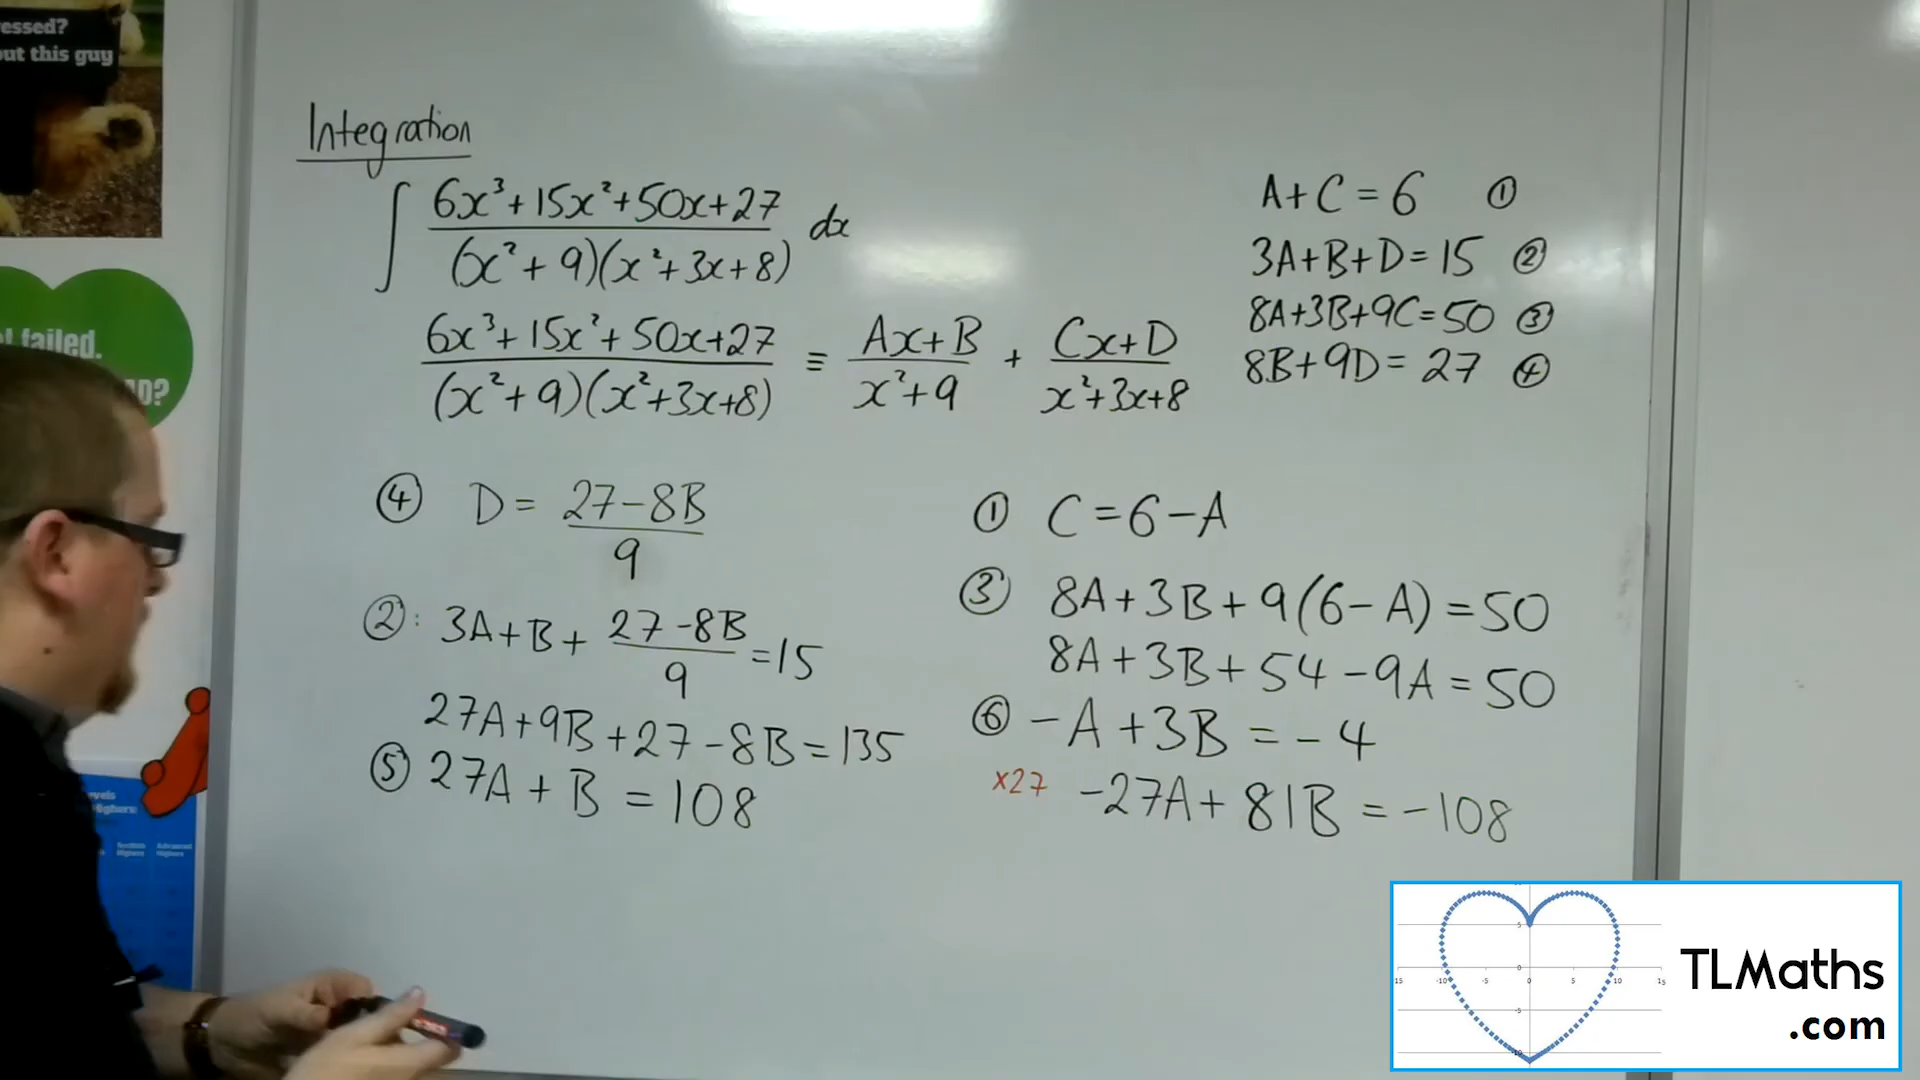 essed?
out this guy
failed.
D?
Integration
∫ 6x³+15x²+50x+27 / (x²+9)(x²+3x+8) dx
6x³+15x²+50x+27 / (x²+9)(x²+3x+8) ≡ Ax+B / x²+9 + Cx+D / x²+3x+8
A+C=6 ①
3A+B+D=15 ②
8A+3B+9C=50 ③
8B+9D=27 ④
④ D = 27-8B / 9
②: 3A+B+ 27-8B / 9 =15
27A+9B+27-8B=135
⑤ 27A+B=108
① C=6-A
③ 8A+3B+9(6-A)=50
8A+3B+54-9A=50
⑥ -A+3B=-4
×27 -27A+81B=-108
TLMaths
.com